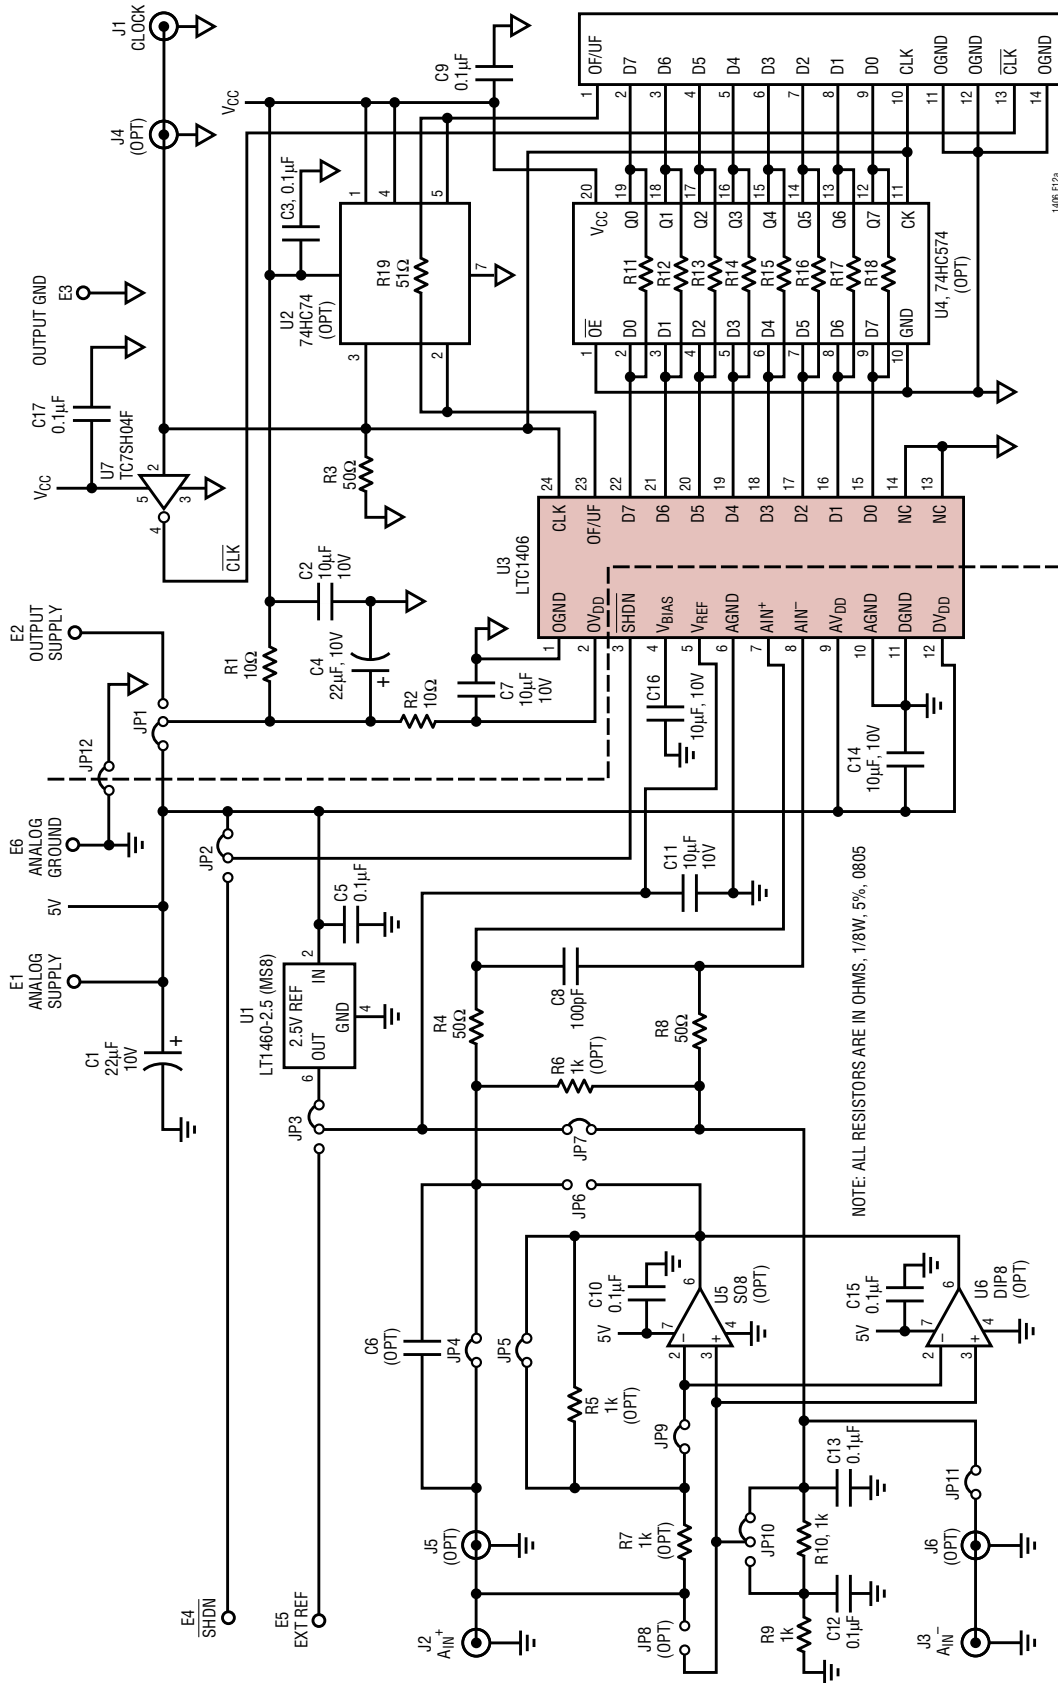 J1
CLOCK
J4
(OPT)
VCC
C9
0.1µF
C3, 0.1µF
OUTPUT GND
E3
U2
74HC74
(OPT)
R19
51Ω
1
4
5
7
3
2
C17
0.1µF
VCC
U7
TC7SH04F
5
2
3
4
CLK
R3
50Ω
E2
OUTPUT
SUPPLY
R1
10Ω
C2
10µF
10V
C4
22µF, 10V
+
R2
10Ω
C7
10µF
10V
JP1
JP12
E6
ANALOG
GROUND
5V
E1
ANALOG
SUPPLY
C1
22µF
10V
+
JP2
C5
0.1µF
U1
LT1460-2.5 (MS8)
2.5V REF
OUT
IN
GND
2
4
6
JP3
E4
SHDN
E5
EXT REF
U3
LTC1406
1 OGND
2 OVDD
3 SHDN
4 VBIAS
5 VREF
6 AGND
7 AIN+
8 AIN–
9 AVDD
10 AGND
11 DGND
12 DVDD
24 CLK
23 OF/UF
22 D7
21 D6
20 D5
19 D4
18 D3
17 D2
16 D1
15 D0
14 NC
13 NC
C16
10µF, 10V
C14
10µF, 10V
C11
10µF
10V
U4, 74HC574
(OPT)
1 OE
2 D0
3 D1
4 D2
5 D3
6 D4
7 D5
8 D6
9 D7
10 GND
20 VCC
19 Q0
18 Q1
17 Q2
16 Q3
15 Q4
14 Q5
13 Q6
12 Q7
11 CK
R11
R12
R13
R14
R15
R16
R17
R18
1 OF/UF
2 D7
3 D6
4 D5
5 D4
6 D3
7 D2
8 D1
9 D0
10 CLK
11 OGND
12 OGND
13 CLK
14 OGND
1406 F12a
R4
50Ω
C8
100pF
R8
50Ω
R6
1k
(OPT)
JP7
JP6
C6
(OPT)
JP4
JP5
R5
1k
(OPT)
C10
0.1µF
5V
U5
SO8
(OPT)
7
6
4
2
3
–
+
C15
0.1µF
5V
U6
DIP8
(OPT)
7
6
4
2
3
–
+
JP9
J5
(OPT)
J2
AIN+
R7
1k
(OPT)
JP8
(OPT)
JP10
R10, 1k
C13
0.1µF
R9
1k
C12
0.1µF
JP11
J6
(OPT)
J3
AIN–
NOTE: ALL RESISTORS ARE IN OHMS, 1/8W, 5%, 0805